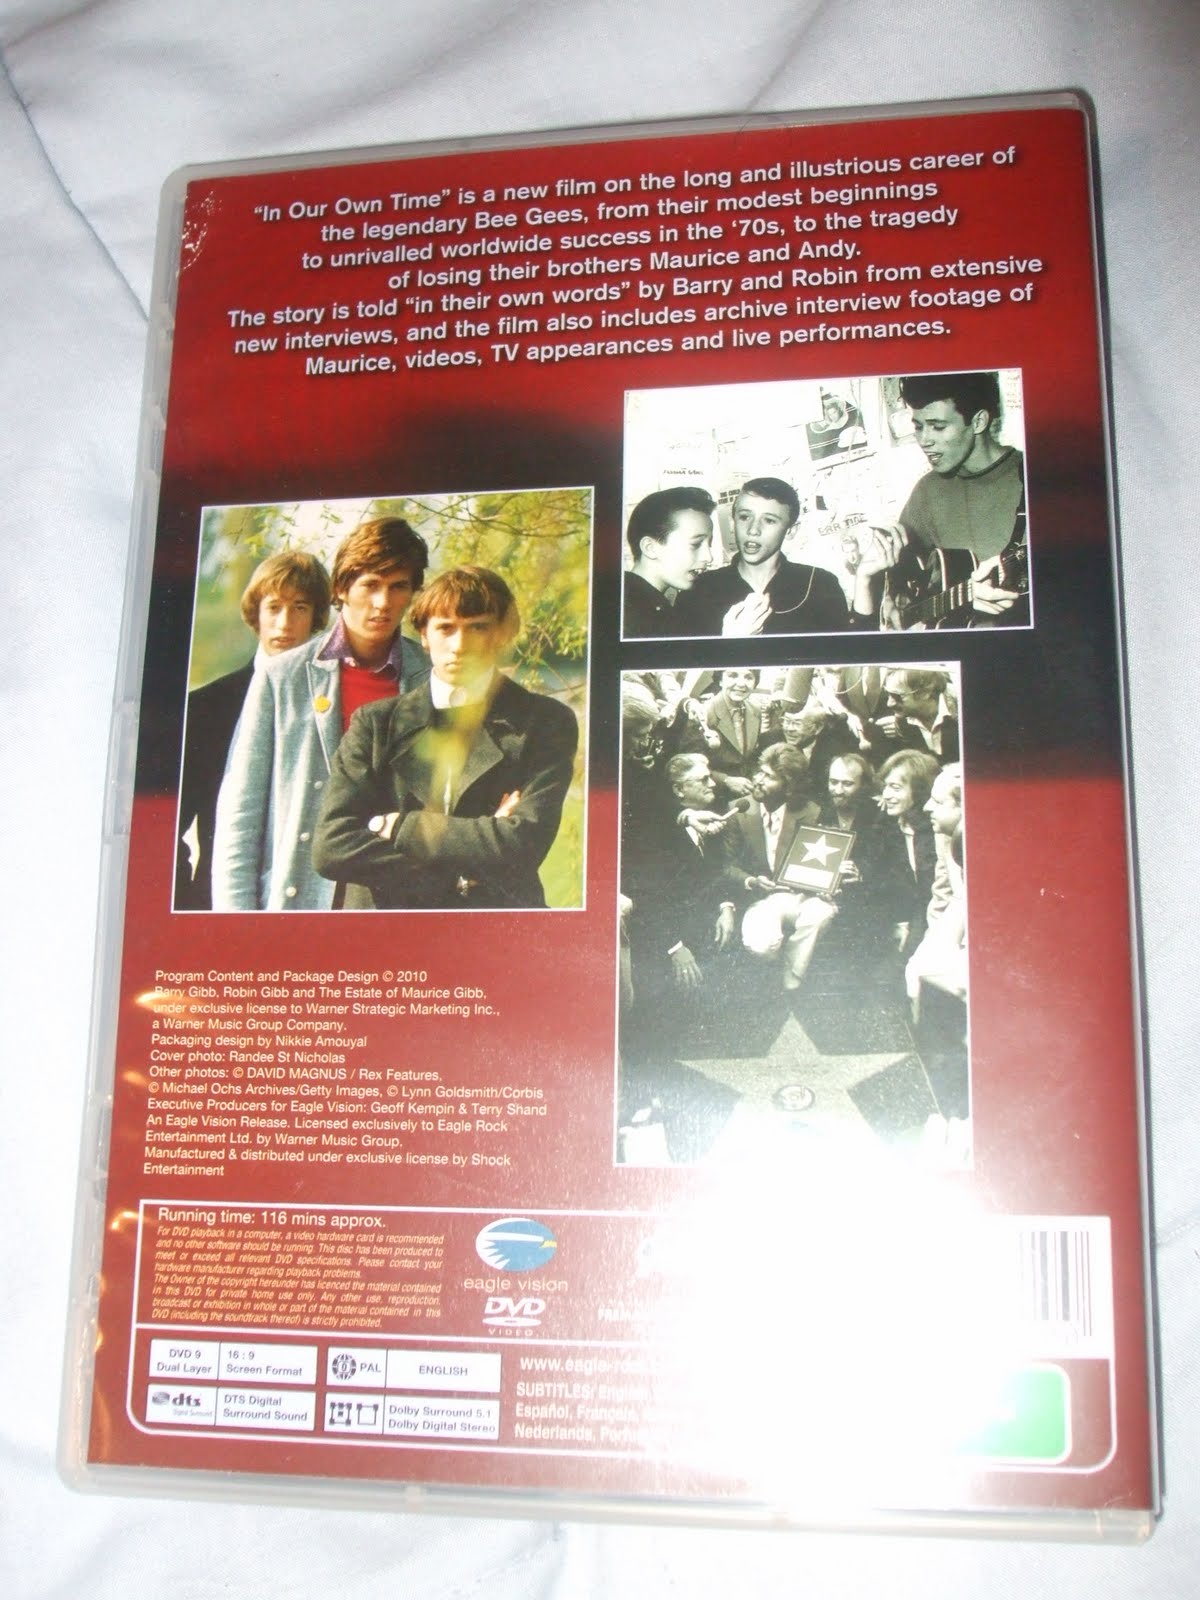 "In Our Own Time" is a new film on the long and illustrious career of
the legendary Bee Gees, from their modest beginnings
to unrivalled worldwide success in the '70s, to the tragedy
of losing their brothers Maurice and Andy.
The story is told "in their own words" by Barry and Robin from extensive
new interviews, and the film also includes archive interview footage of
Maurice, videos, TV appearances and live performances.
Program Content and Package Design © 2010
Barry Gibb, Robin Gibb and The Estate of Maurice Gibb,
under exclusive license to Warner Strategic Marketing Inc.,
a Warner Music Group Company.
Packaging design by Nikkie Amouyal
Cover photo: Randee St Nicholas
Other photos: © DAVID MAGNUS / Rex Features,
© Michael Ochs Archives/Getty Images, © Lynn Goldsmith/Corbis
Executive Producers for Eagle Vision: Geoff Kempin & Terry Shand
An Eagle Vision Release. Licensed exclusively to Eagle Rock
Entertainment Ltd. by Warner Music Group.
Manufactured & distributed under exclusive license by Shock
Entertainment
Running time: 116 mins approx.
For DVD playback in a computer, a video hardware card is recommended
and no other software should be running. This disc has been produced to
meet or exceed all relevant DVD specifications. Please contact your
hardware manufacturer regarding playback problems.
The Owner of the copyright hereunder has licenced the material contained
in this DVD for private home use only. Any other use, reproduction,
broadcast or exhibition in whole or part of the material contained in this
DVD (including the soundtrack thereof) is strictly prohibited.
eagle vision
DVD
VIDEO
DVD 9
Dual Layer
16:9
Screen Format
0 PAL
ENGLISH
dts
Digital Surround
DTS Digital
Surround Sound
Dolby Surround 5.1
Dolby Digital Stereo
www.eagle-
SUBTITLES:
Español, Français,
Nederlands,